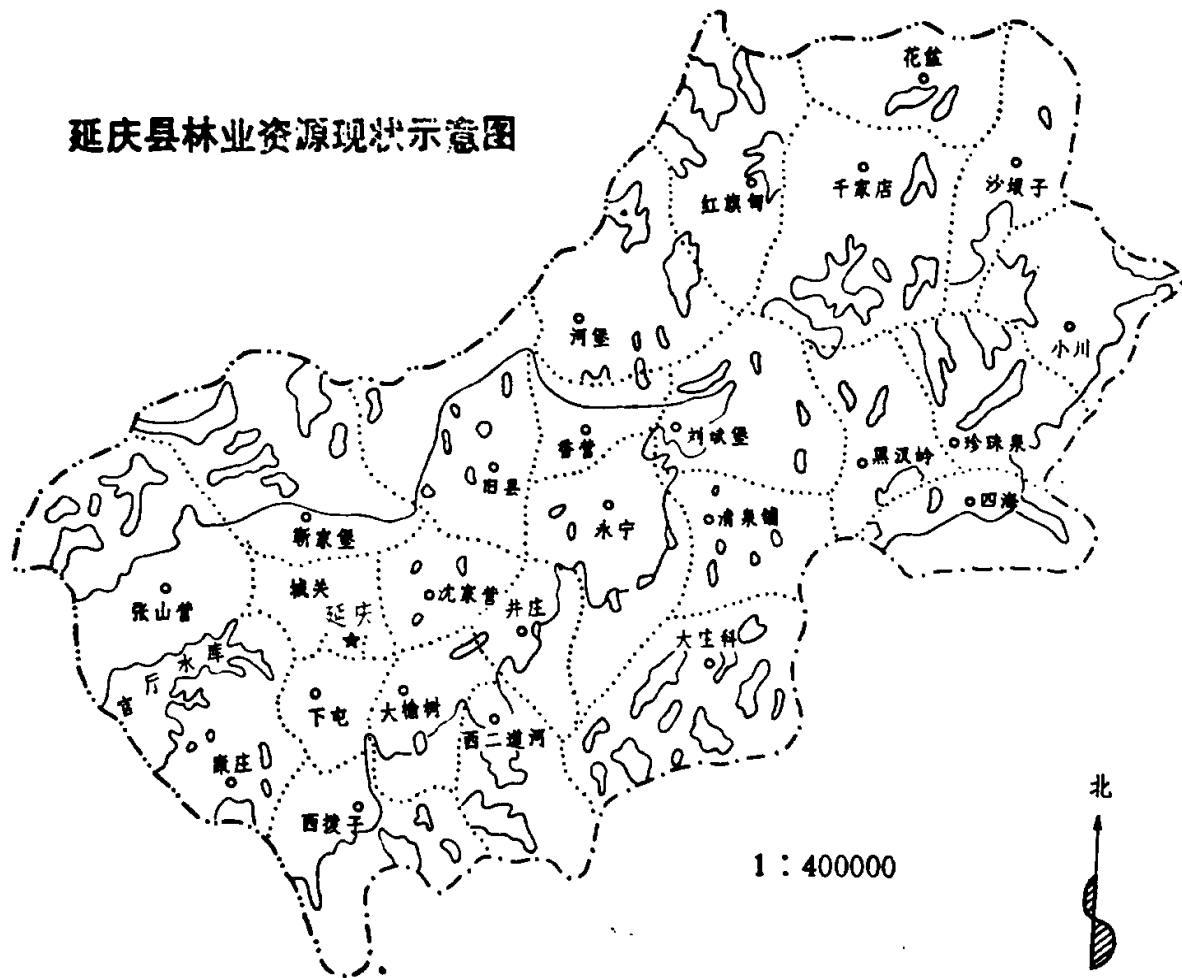 延庆县林业资源现状示意图
花盆
红旗甸
千家店
沙墚子
河堡
小川
香营
刘斌堡
旧县
黑汉岭
珍珠泉
四海
靳家堡
永宁
清泉铺
城关
沈家营
井庄
张山营
延庆
大庄科
官厅水库
下屯
大榆树
西二道河
康庄
西拨子
北
1：400000